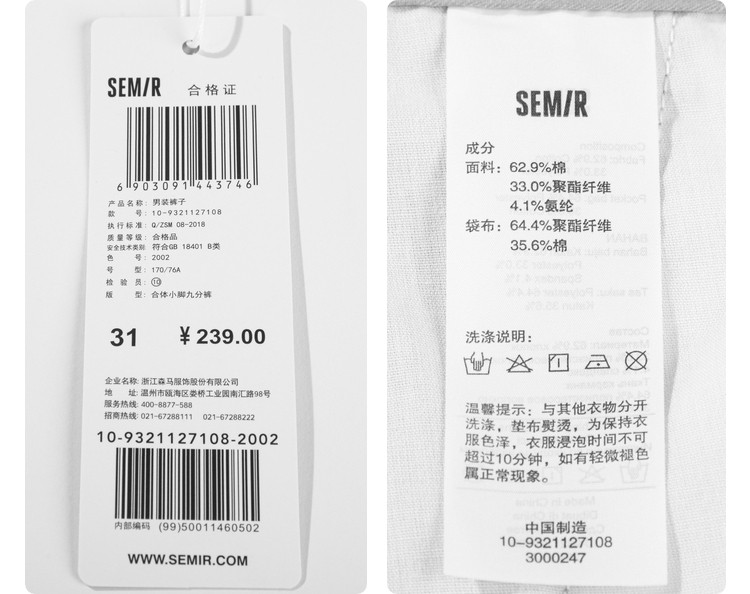 SEMIR 合格证
6 903091 443746
产品名称: 男装裤子
款 号: 10-9321127108
执行标准: Q/ZSM 08-2018
质量等级: 合格品
安全技术类别 符合GB 18401 B类
色 号: 2002
号 型: 170/76A
检 验 员: ⑩
版 型: 合体小脚九分裤
31 ¥ 239.00
企业名称: 浙江森马服饰股份有限公司
地 址: 温州市瓯海区娄桥工业园南汇路98号
服务热线: 400-8877-588
招商热线: 021-67288111 021-67288222
10-9321127108-2002
内部编码 (99)50011460502
WWW.SEMIR.COM
SEMIR
成分
面料: 62.9%棉
33.0%聚酯纤维
4.1%氨纶
袋布: 64.4%聚酯纤维
35.6%棉
洗涤说明:
温馨提示: 与其他衣物分开
洗涤, 垫布熨烫, 为保持衣
服色泽, 衣服浸泡时间不可
超过10分钟, 如有轻微褪色
属正常现象。
中国制造
10-9321127108
3000247